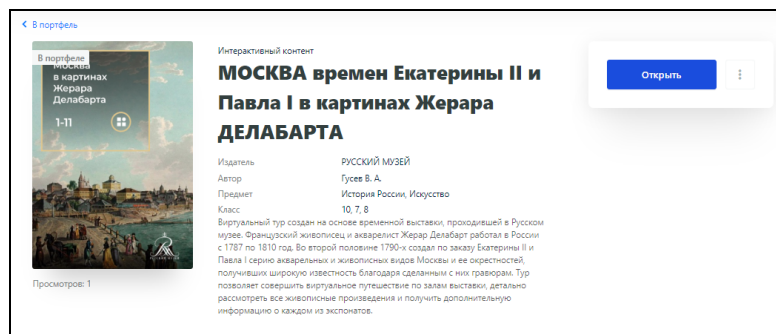 В портфель
В портфеле
Москва
в картинах
Жерара
Делабарта
1-11
Просмотров: 1
Интерактивный контент
МОСКВА времен Екатерины II и
Павла I в картинах Жерара
ДЕЛАБАРТА
Издатель РУССКИЙ МУЗЕЙ
Автор Гусев В. А.
Предмет История России, Искусство
Класс 10, 7, 8
Виртуальный тур создан на основе временной выставки, проходившей в Русском
музее. Французский живописец и акварелист Жерар Делабарт работал в России
с 1787 по 1810 год. Во второй половине 1790-х создал по заказу Екатерины II и
Павла I серию акварельных и живописных видов Москвы и ее окрестностей,
получивших широкую известность благодаря сделанным с них гравюрам. Тур
позволяет совершить виртуальное путешествие по залам выставки, детально
рассмотреть все живописные произведения и получить дополнительную
информацию о каждом из экспонатов.
Открыть